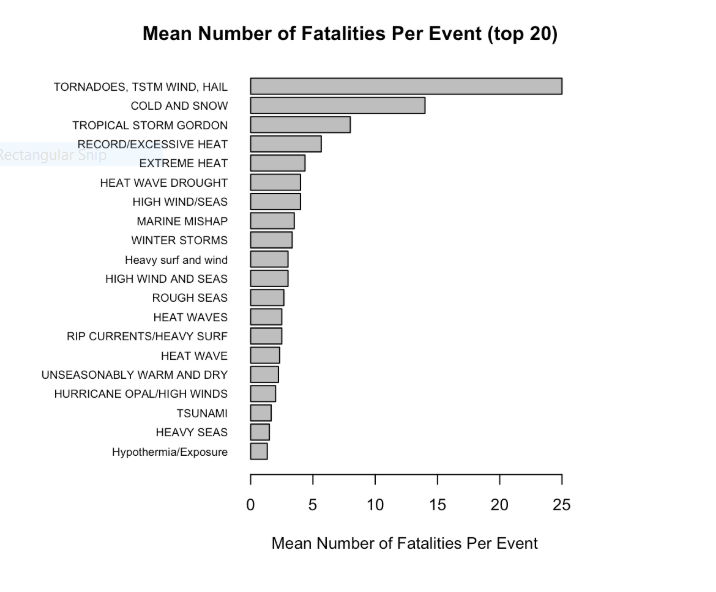 Mean Number of Fatalities Per Event (top 20)
TORNADOES, TSTM WIND, HAIL
COLD AND SNOW
TROPICAL STORM GORDON
RECORD/EXCESSIVE HEAT
Rectangular Snip
EXTREME HEAT
HEAT WAVE DROUGHT
HIGH WIND/SEAS
MARINE MISHAP
WINTER STORMS
Heavy surf and wind
HIGH WIND AND SEAS
ROUGH SEAS
HEAT WAVES
RIP CURRENTS/HEAVY SURF
HEAT WAVE
UNSEASONABLY WARM AND DRY
HURRICANE OPAL/HIGH WINDS
TSUNAMI
HEAVY SEAS
Hypothermia/Exposure
0 5 10 15 20 25
Mean Number of Fatalities Per Event